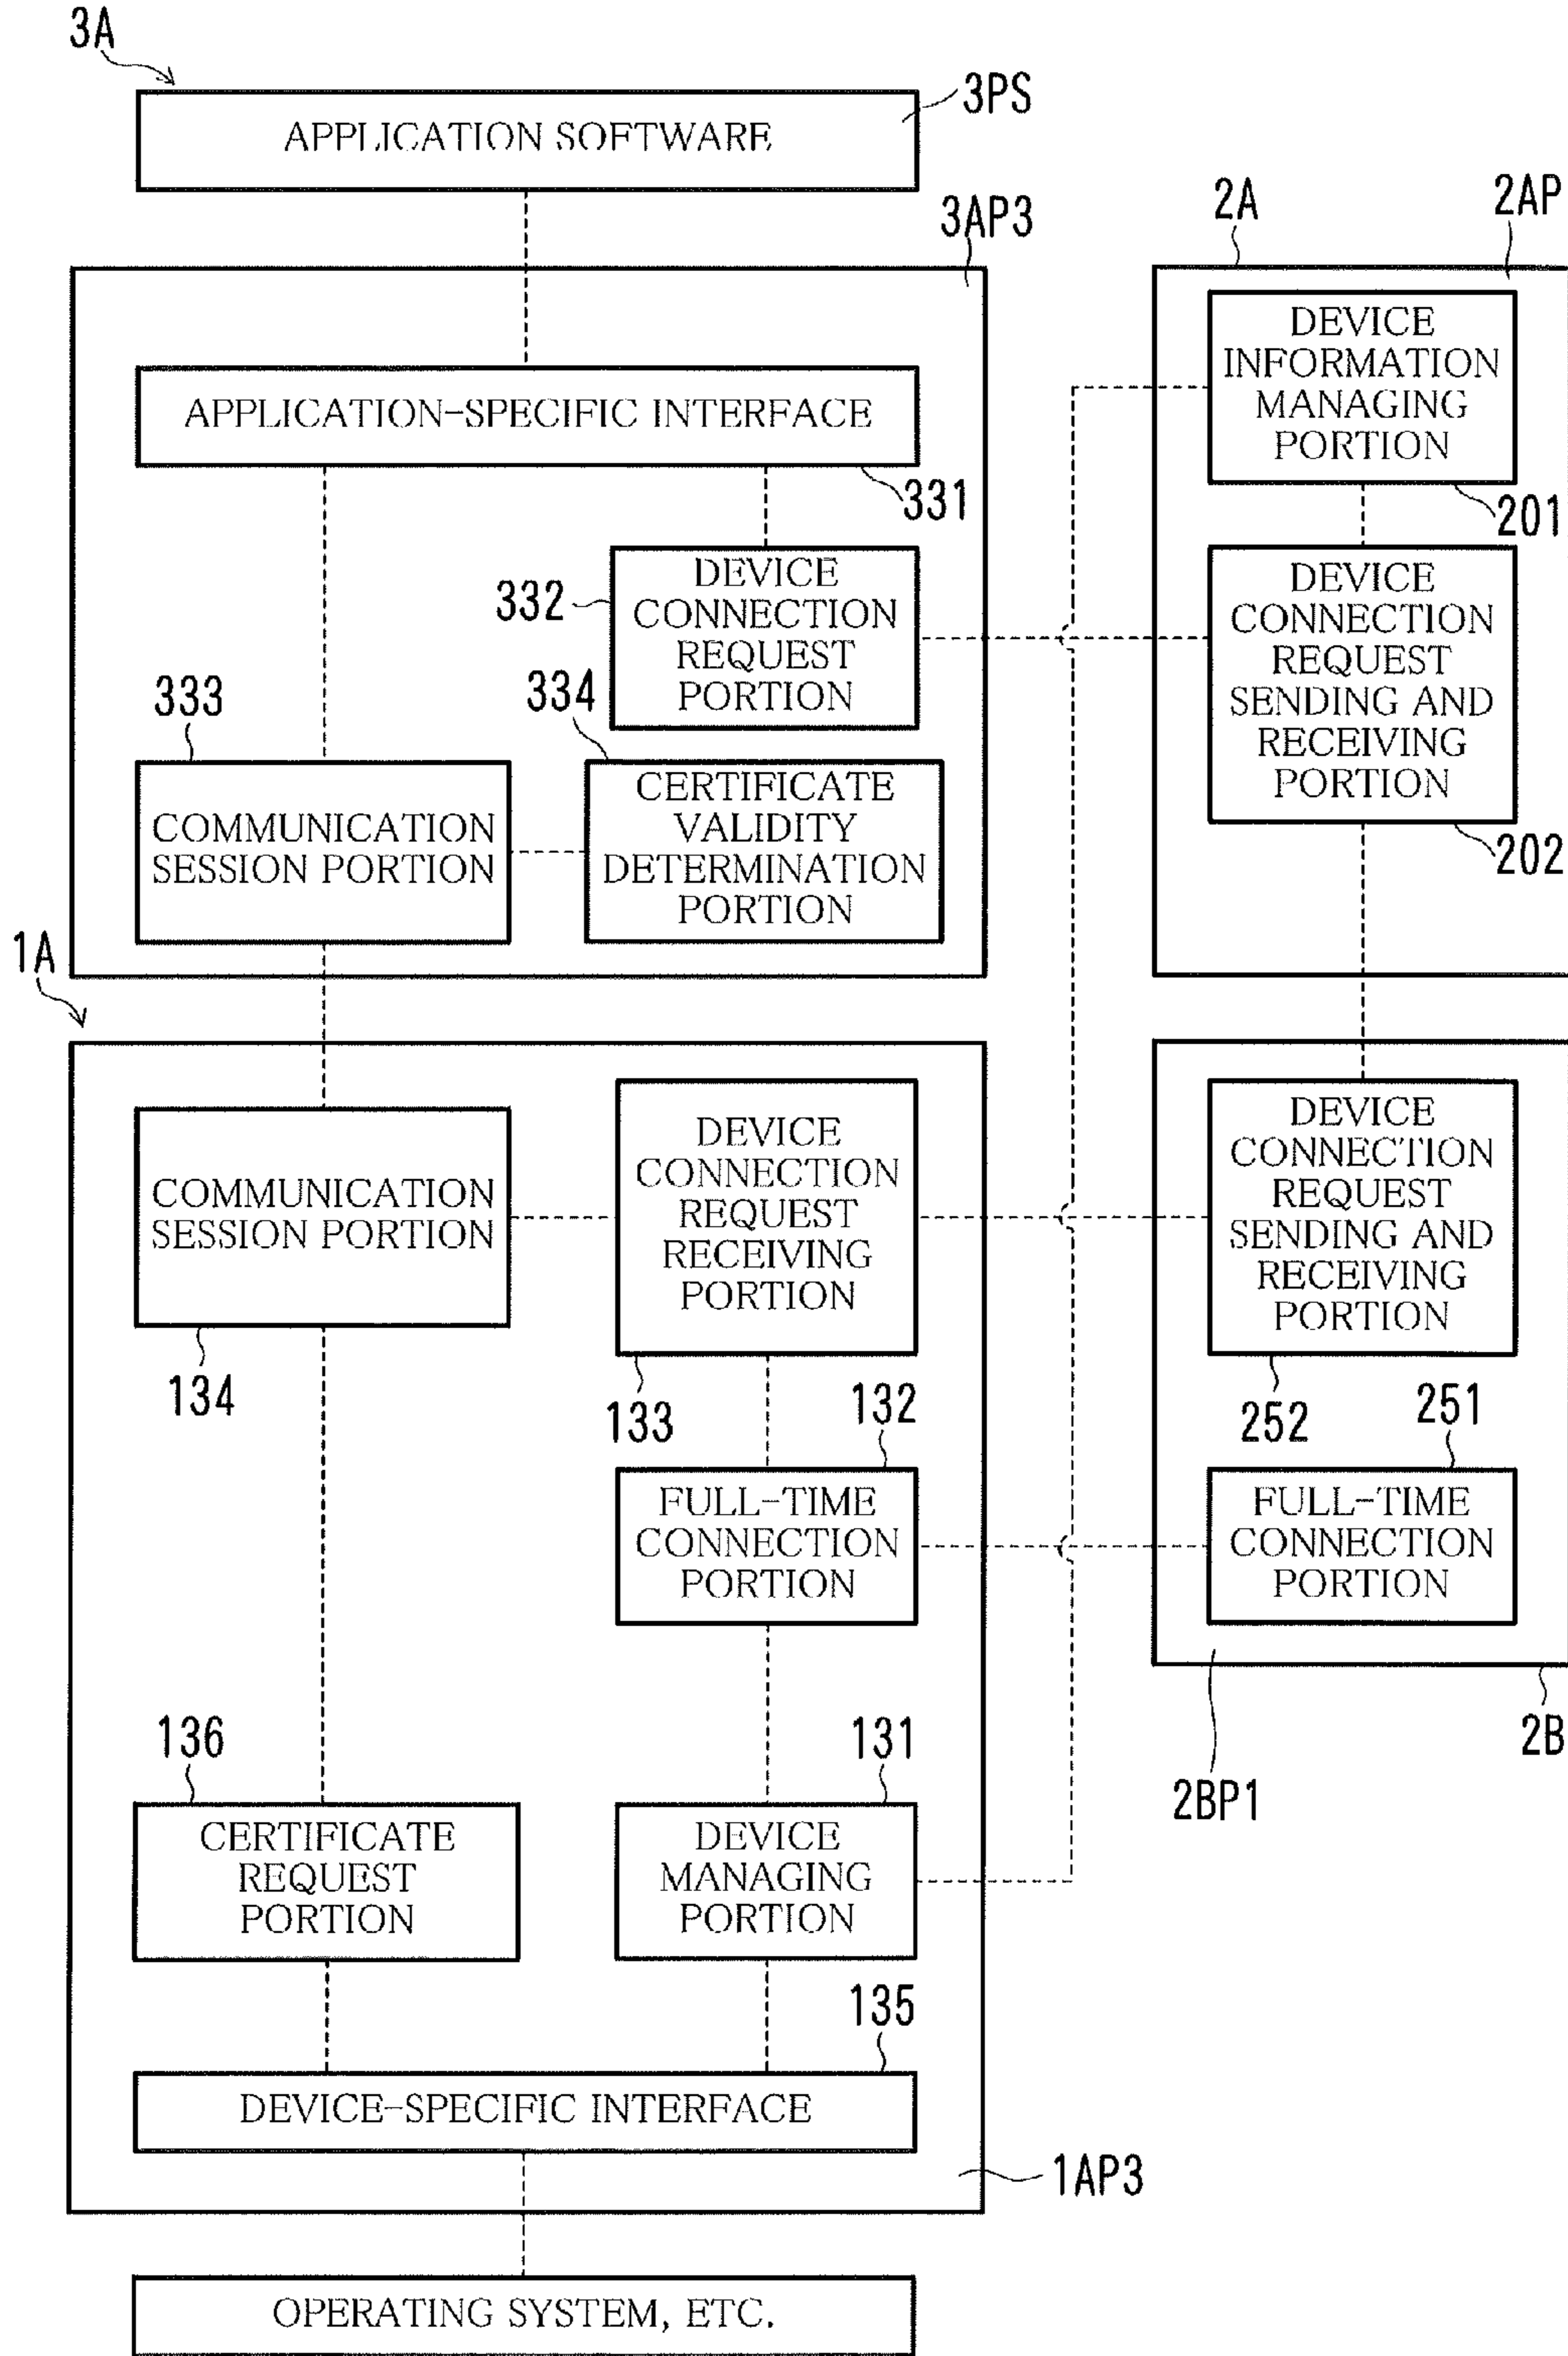 3A
3PS
APPLICATION SOFTWARE
3AP3
2A
2AP
APPLICATION-SPECIFIC INTERFACE
331
DEVICE
INFORMATION
MANAGING
PORTION
201
332
DEVICE
CONNECTION
REQUEST
PORTION
DEVICE
CONNECTION
REQUEST
SENDING AND
RECEIVING
PORTION
202
333
COMMUNICATION
SESSION PORTION
334
CERTIFICATE
VALIDITY
DETERMINATION
PORTION
1A
COMMUNICATION
SESSION PORTION
134
DEVICE
CONNECTION
REQUEST
RECEIVING
PORTION
133
DEVICE
CONNECTION
REQUEST
SENDING AND
RECEIVING
PORTION
252
132
FULL-TIME
CONNECTION
PORTION
251
FULL-TIME
CONNECTION
PORTION
2BP1
2B
136
CERTIFICATE
REQUEST
PORTION
131
DEVICE
MANAGING
PORTION
135
DEVICE-SPECIFIC INTERFACE
1AP3
OPERATING SYSTEM, ETC.